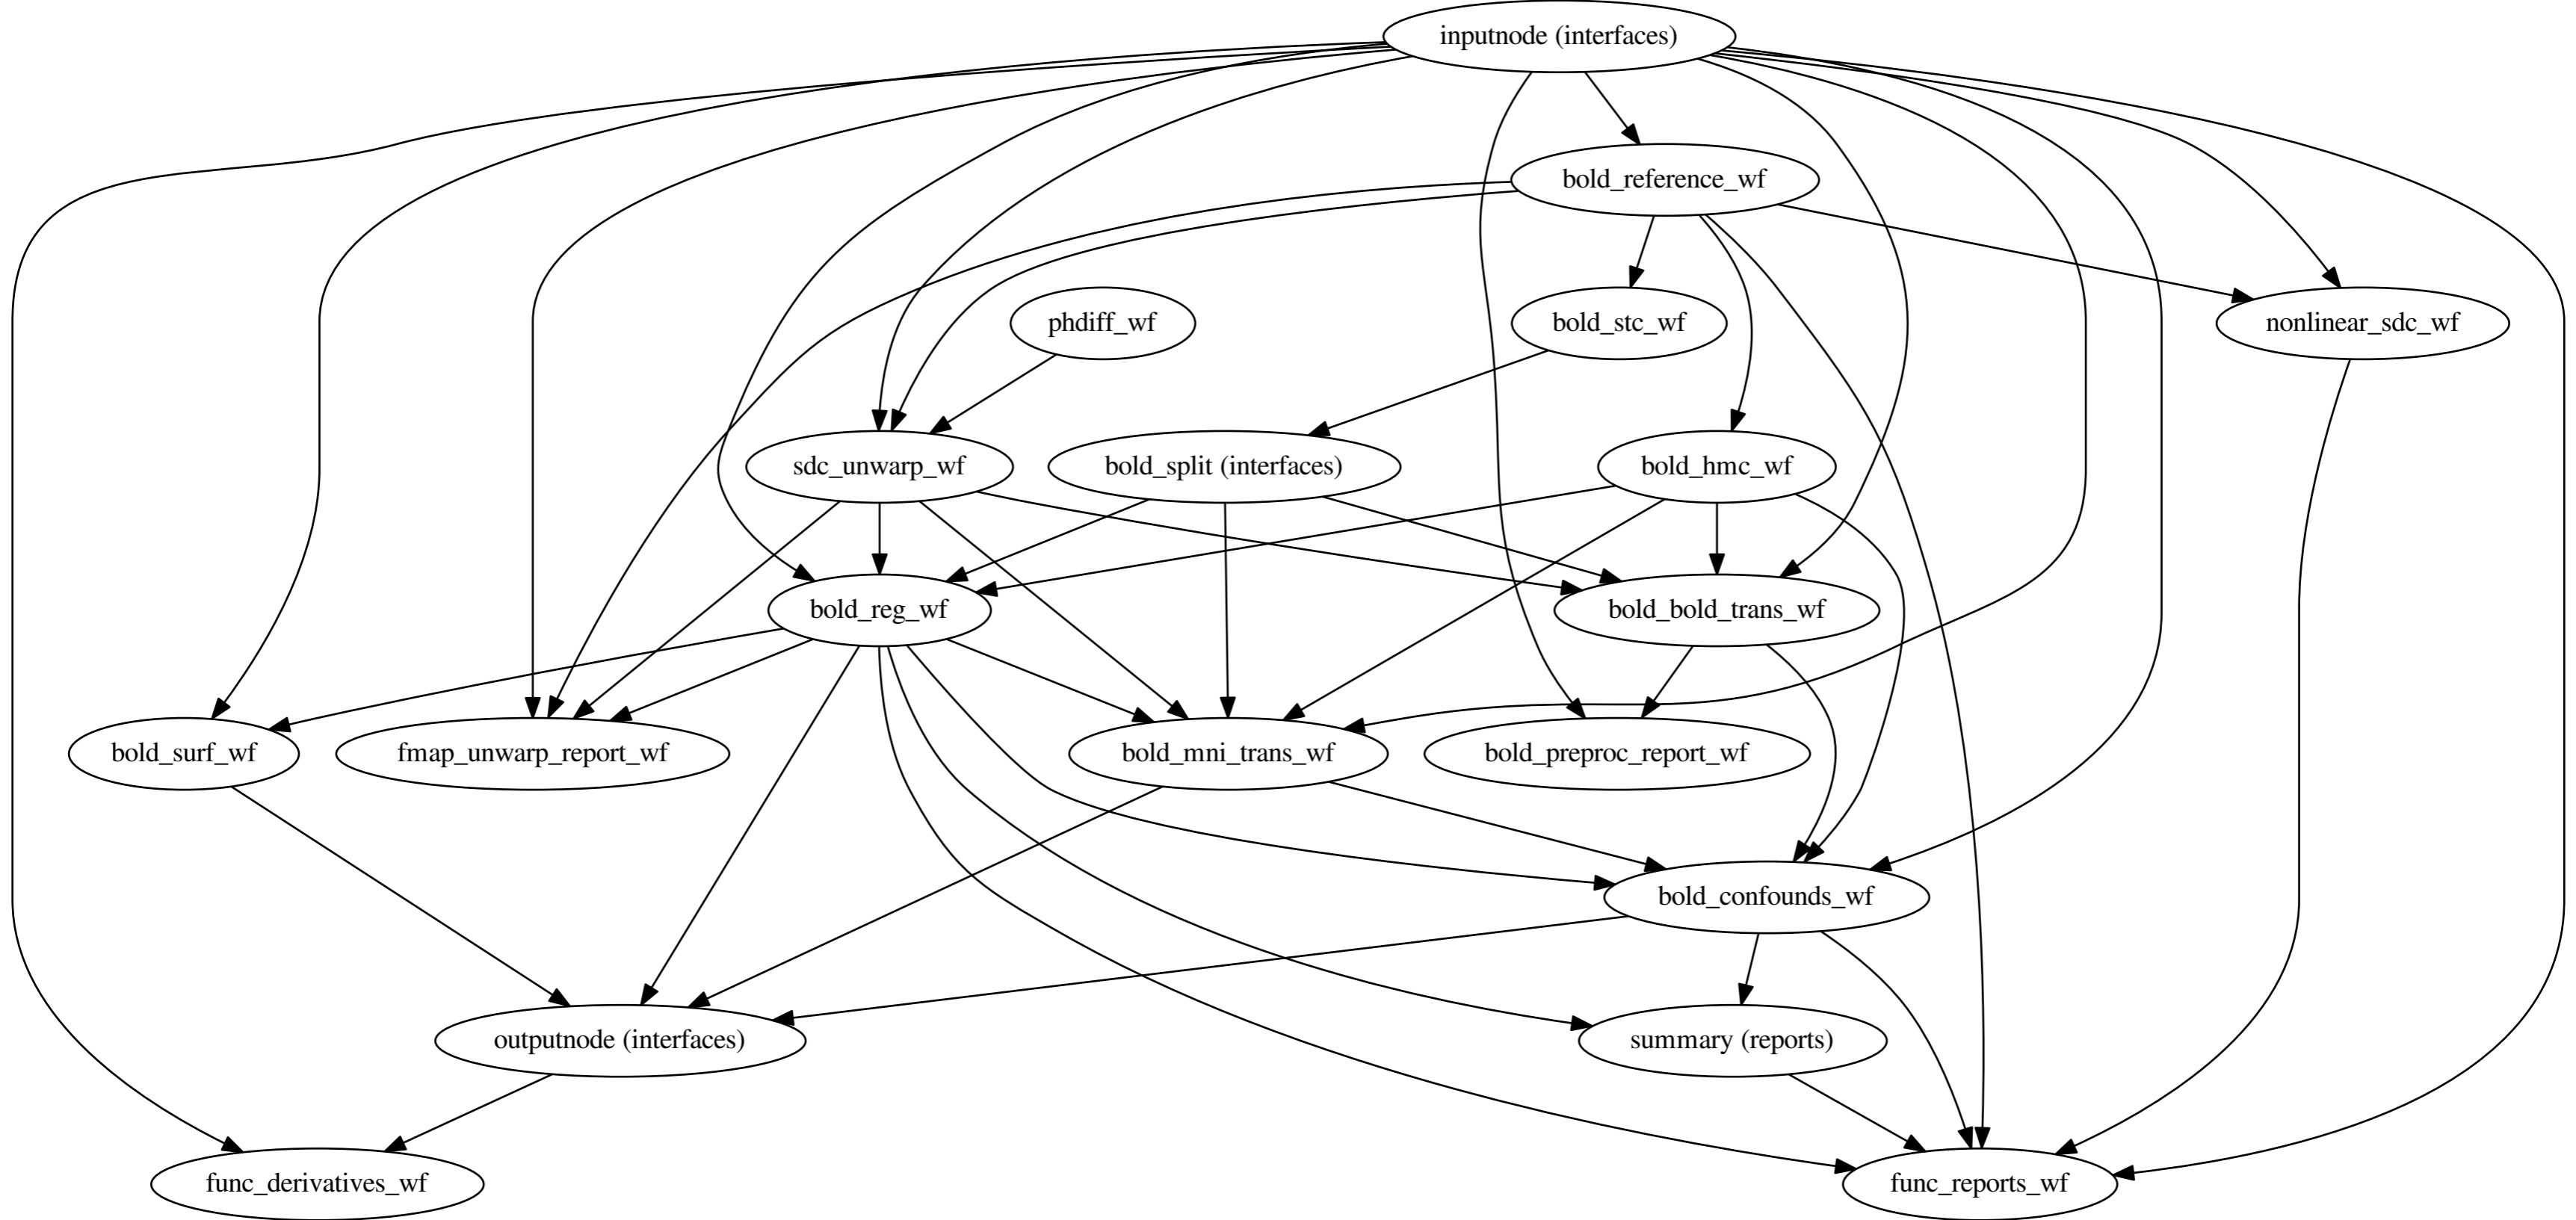 inputnode (interfaces)
bold_reference_wf
phdiff_wf
bold_stc_wf
nonlinear_sdc_wf
sdc_unwarp_wf
bold_split (interfaces)
bold_hmc_wf
bold_reg_wf
bold_bold_trans_wf
bold_surf_wf
fmap_unwarp_report_wf
bold_mni_trans_wf
bold_preproc_report_wf
bold_confounds_wf
outputnode (interfaces)
summary (reports)
func_derivatives_wf
func_reports_wf